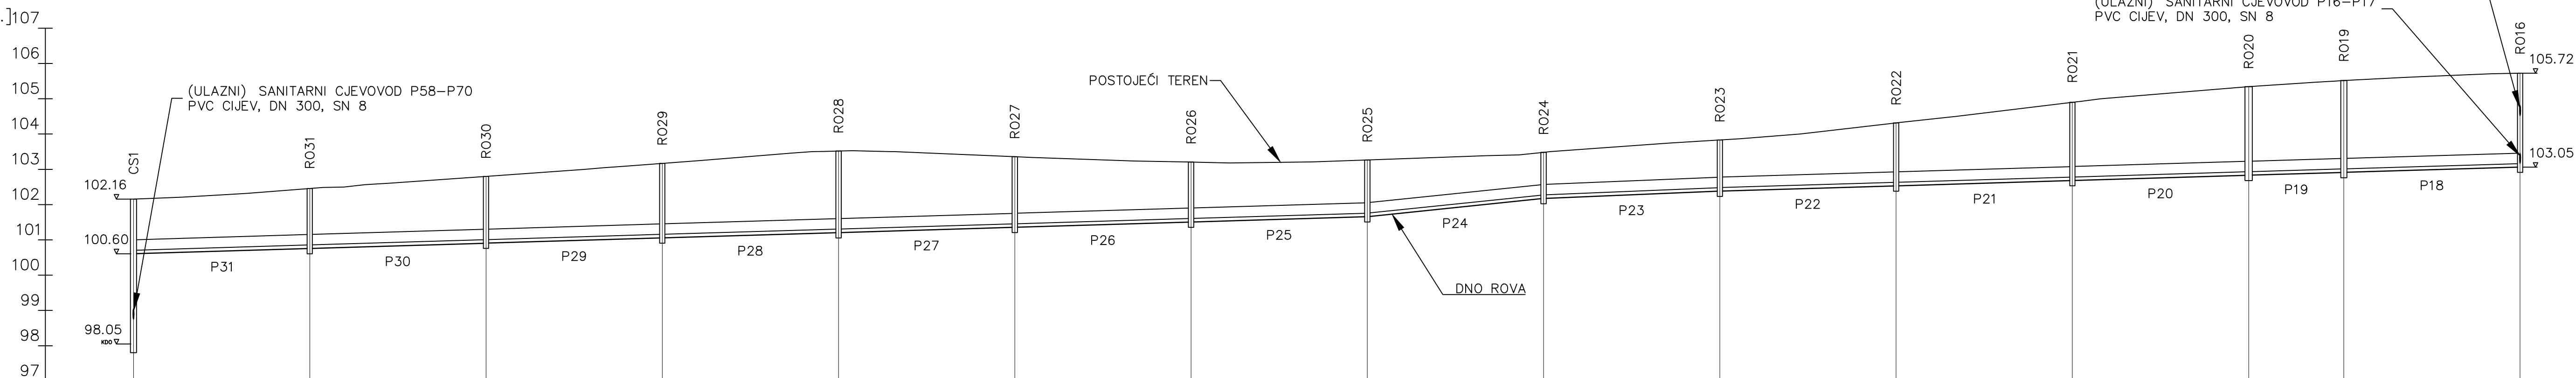 .]107
106
105
104
103
102
101
100
99
98
97
(ULAZNI) SANITARNI CJEVOVOD P58-P70
PVC CIJEV, DN 300, SN 8
POSTOJEĆI TEREN
(ULAZNI) SANITARNI CJEVOVOD P16-P17
PVC CIJEV, DN 300, SN 8
CS1
RO31
RO30
RO29
RO28
RO27
RO26
RO25
RO24
RO23
RO22
RO21
RO20
RO19
RO16
102.16
100.60
98.05
KDO
105.72
103.05
P31
P30
P29
P28
P27
P26
P25
P24
P23
P22
P21
P20
P19
P18
DNO ROVA